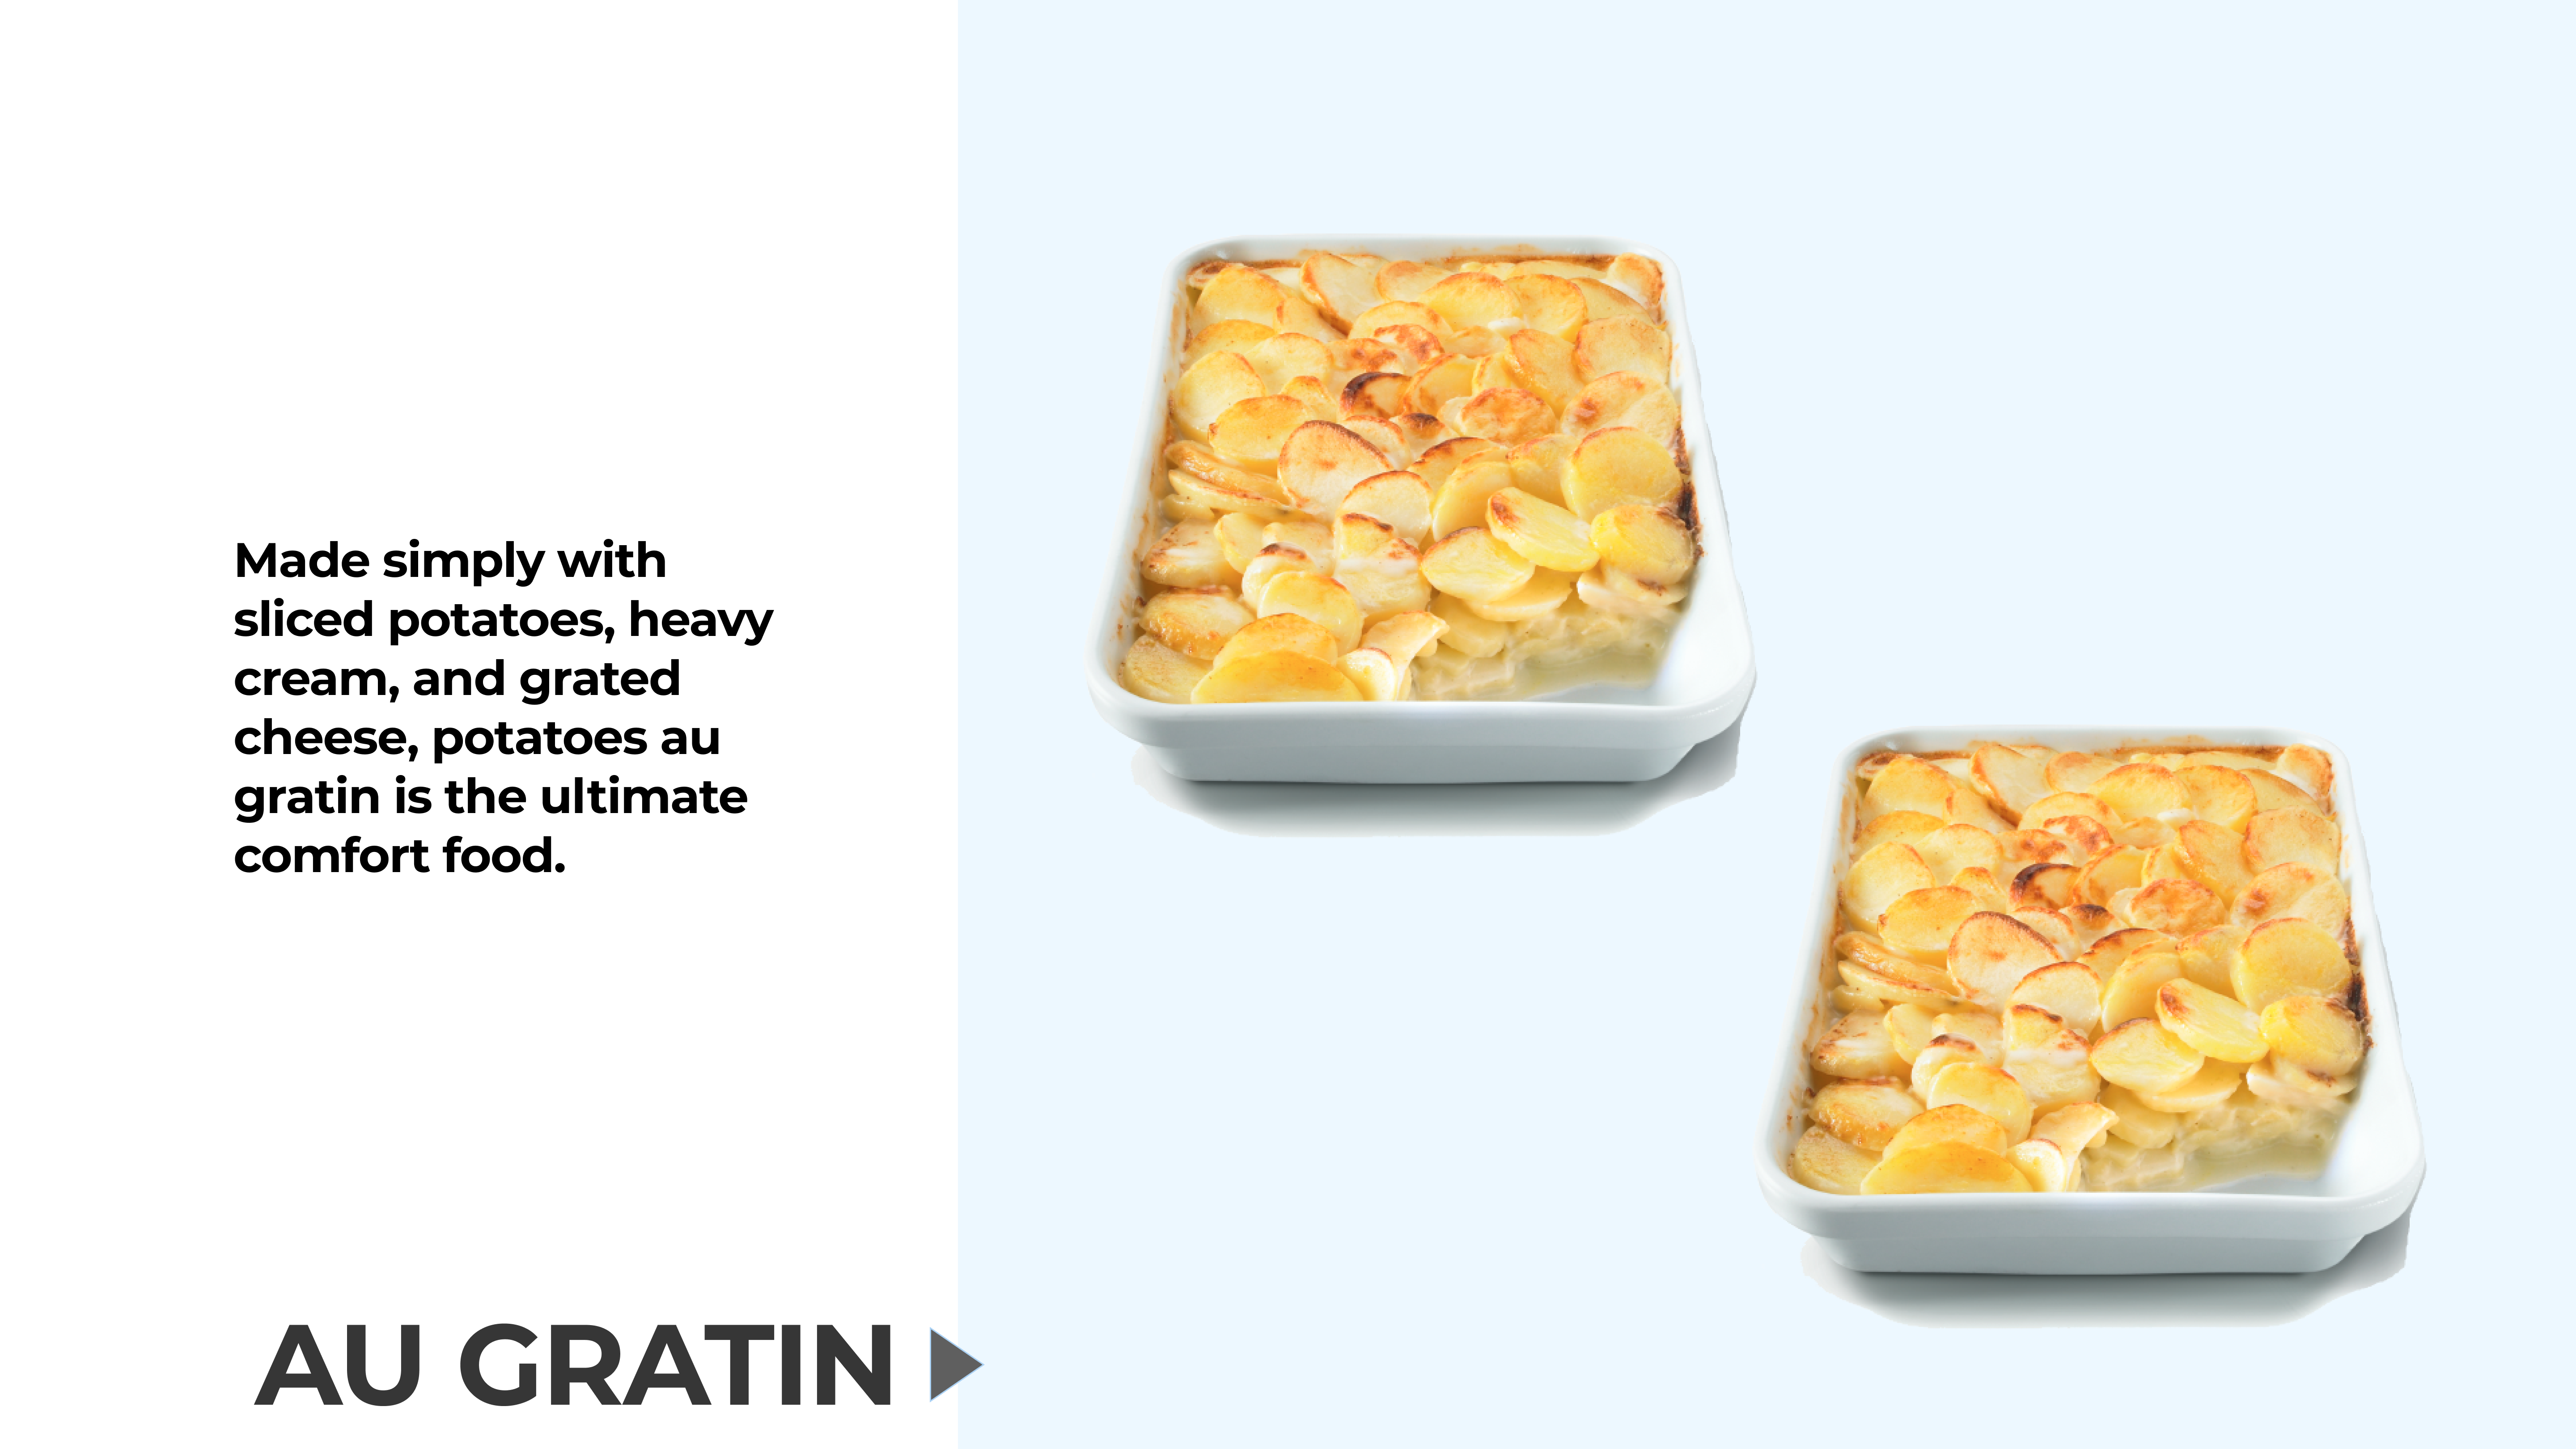 Made simply with
sliced potatoes, heavy
cream, and grated
cheese, potatoes au
gratin is the ultimate
comfort food.
AU GRATIN